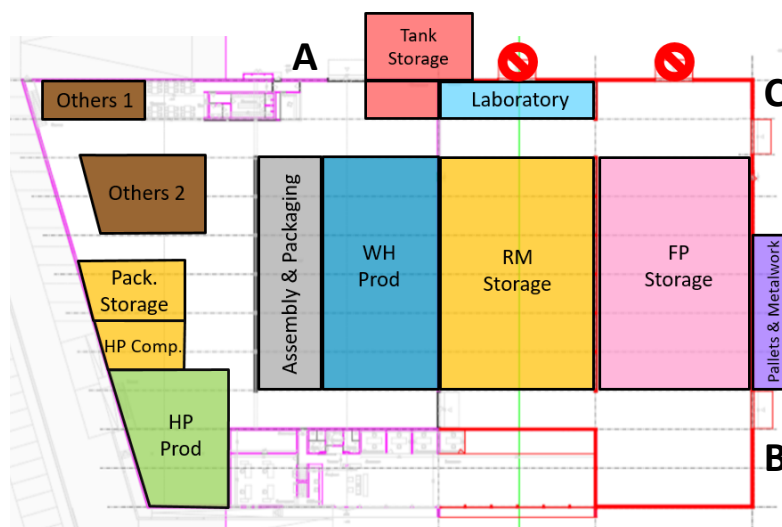 A
Tank
Storage
Others 1
Laboratory
C
Others 2
Assembly & Packaging
WH
Prod
RM
Storage
FP
Storage
Pack.
Storage
HP Comp.
Pallets & Metalwork
HP
Prod
B